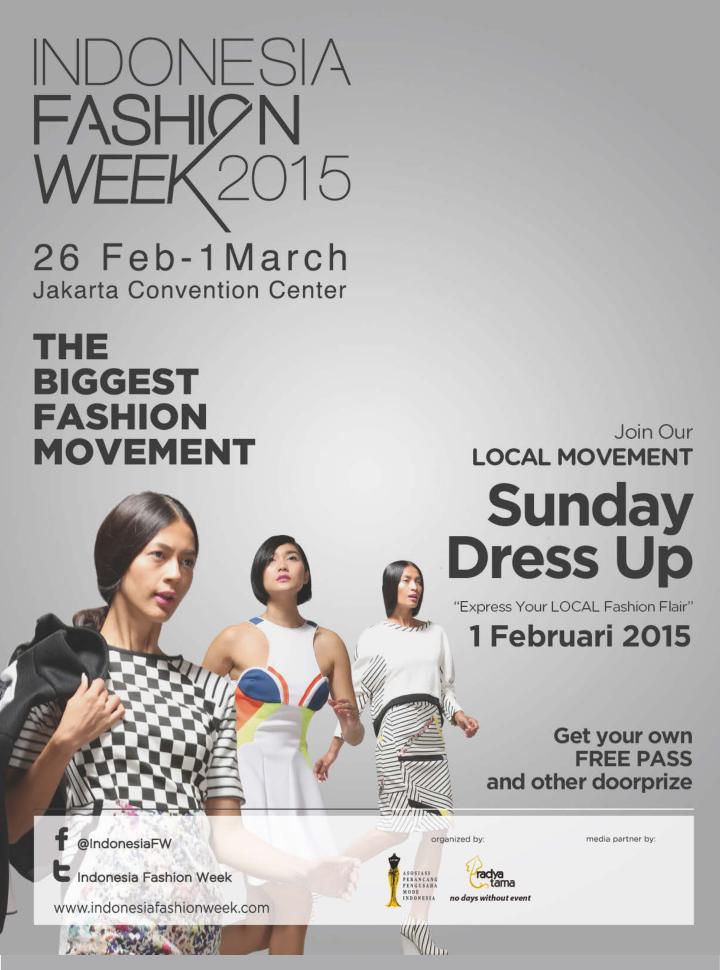 INDONESIA
FASHION
WEEK 2015
26 Feb-1March
Jakarta Convention Center
THE
BIGGEST
FASHION
MOVEMENT
Join Our
LOCAL MOVEMENT
Sunday
Dress Up
“Express Your LOCAL Fashion Flair”
1 Februari 2015
Get your own
FREE PASS
and other doorprize
f @IndonesiaFW
t Indonesia Fashion Week
www.indonesiafashionweek.com
organized by:
ASOSIASI
PERANCANG
PENGUSAHA
MODE
INDONESIA
radya
tama
no days without event
media partner by: